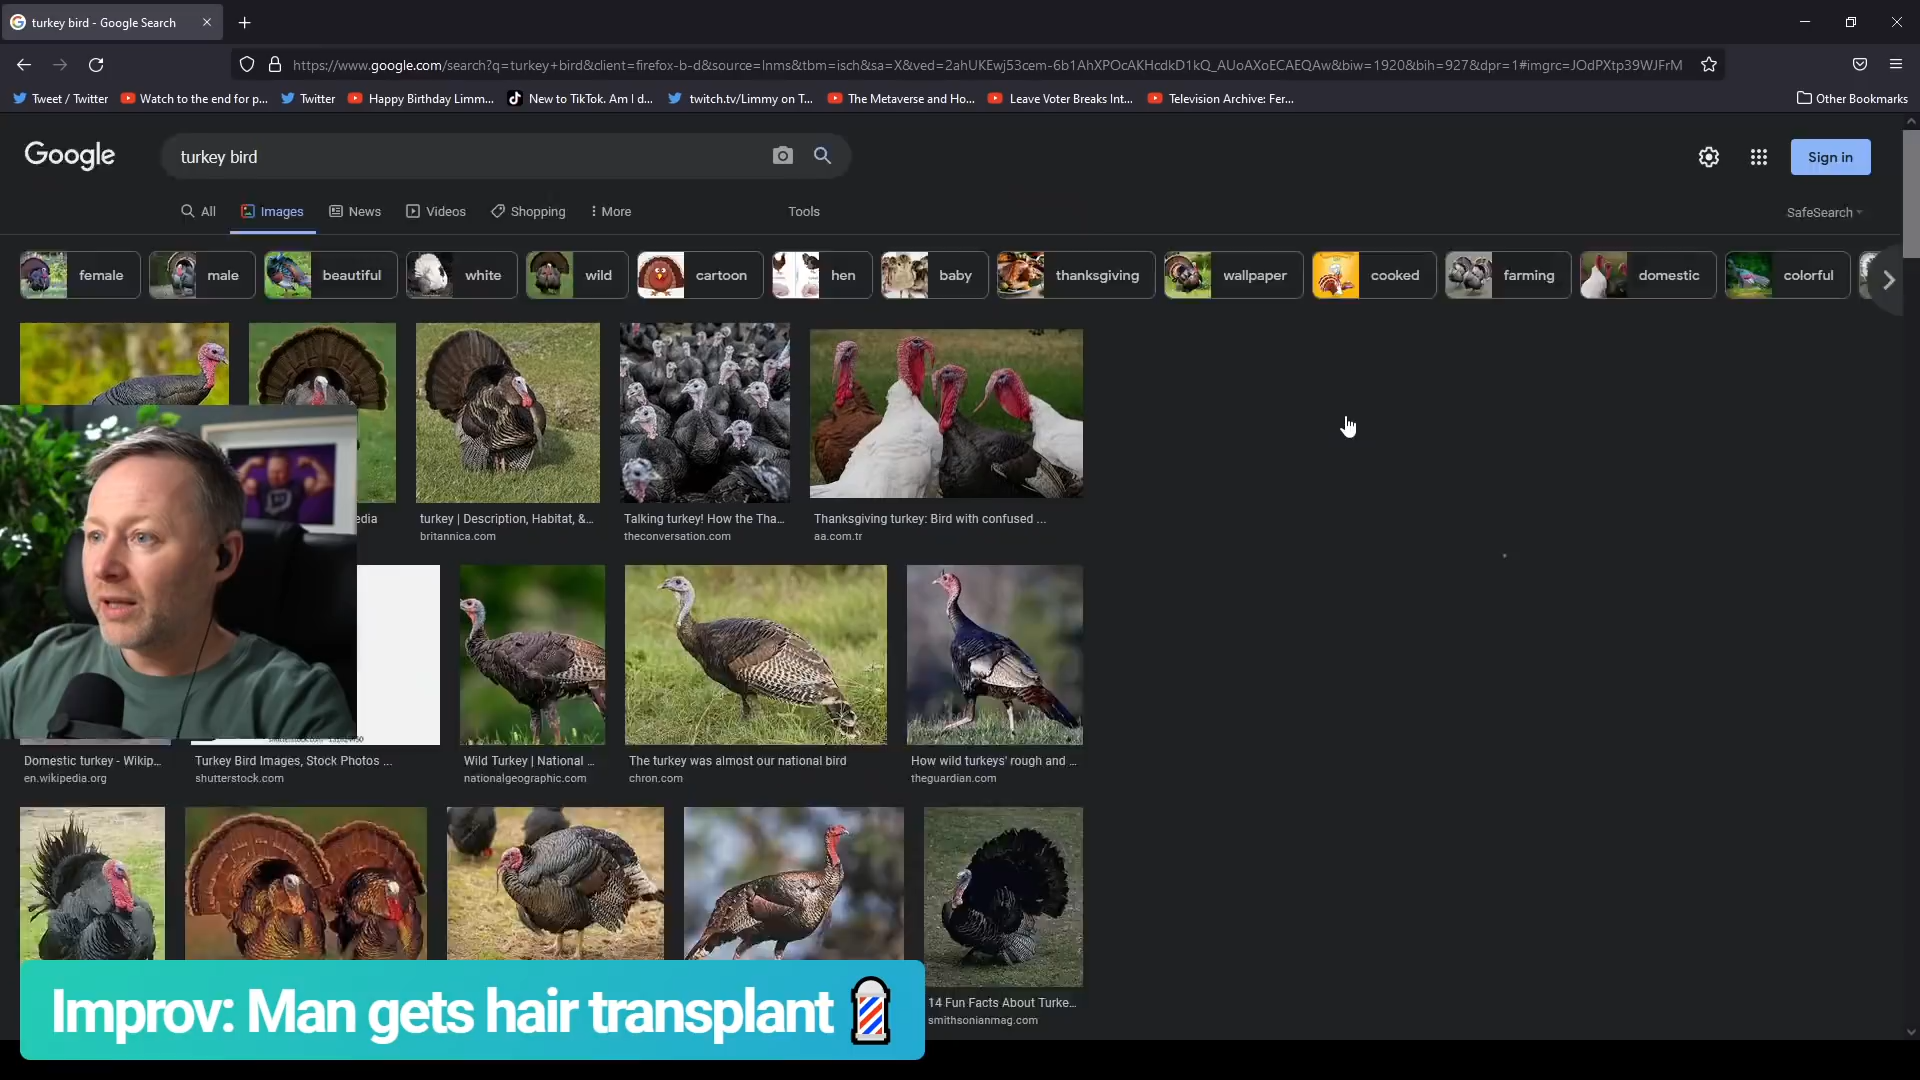 turkey bird - Google Search
https://www.google.com/search?q=turkey+bird&client=firefox-b-d&source=lnms&tbm=isch&sa=X&ved=2ahUKEwj53cem-6b1AhXPOcAKHcdkD1kQ_AUoAXoECAEQAw&biw=1920&bih=927&dpr=1#imgrc=JOdPXtp39WJFrM
Tweet / Twitter Watch to the end for p... Twitter Happy Birthday Limm... New to TikTok. Am I d... twitch.tv/Limmy on T... The Metaverse and Ho... Leave Voter Breaks Int... Television Archive: Fer... Other Bookmarks
Google turkey bird Sign in
All Images News Videos Shopping More Tools SafeSearch
female male beautiful white wild cartoon hen baby thanksgiving wallpaper cooked farming domestic colorful
edia turkey | Description, Habitat, &... Talking turkey! How the Tha... Thanksgiving turkey: Bird with confused ...
britannica.com theconversation.com aa.com.tr
Domestic turkey - Wikip... Turkey Bird Images, Stock Photos ... Wild Turkey | National ... The turkey was almost our national bird How wild turkeys' rough and ...
en.wikipedia.org shutterstock.com nationalgeographic.com chron.com theguardian.com
14 Fun Facts About Turke...
smithsonianmag.com
Improv: Man gets hair transplant